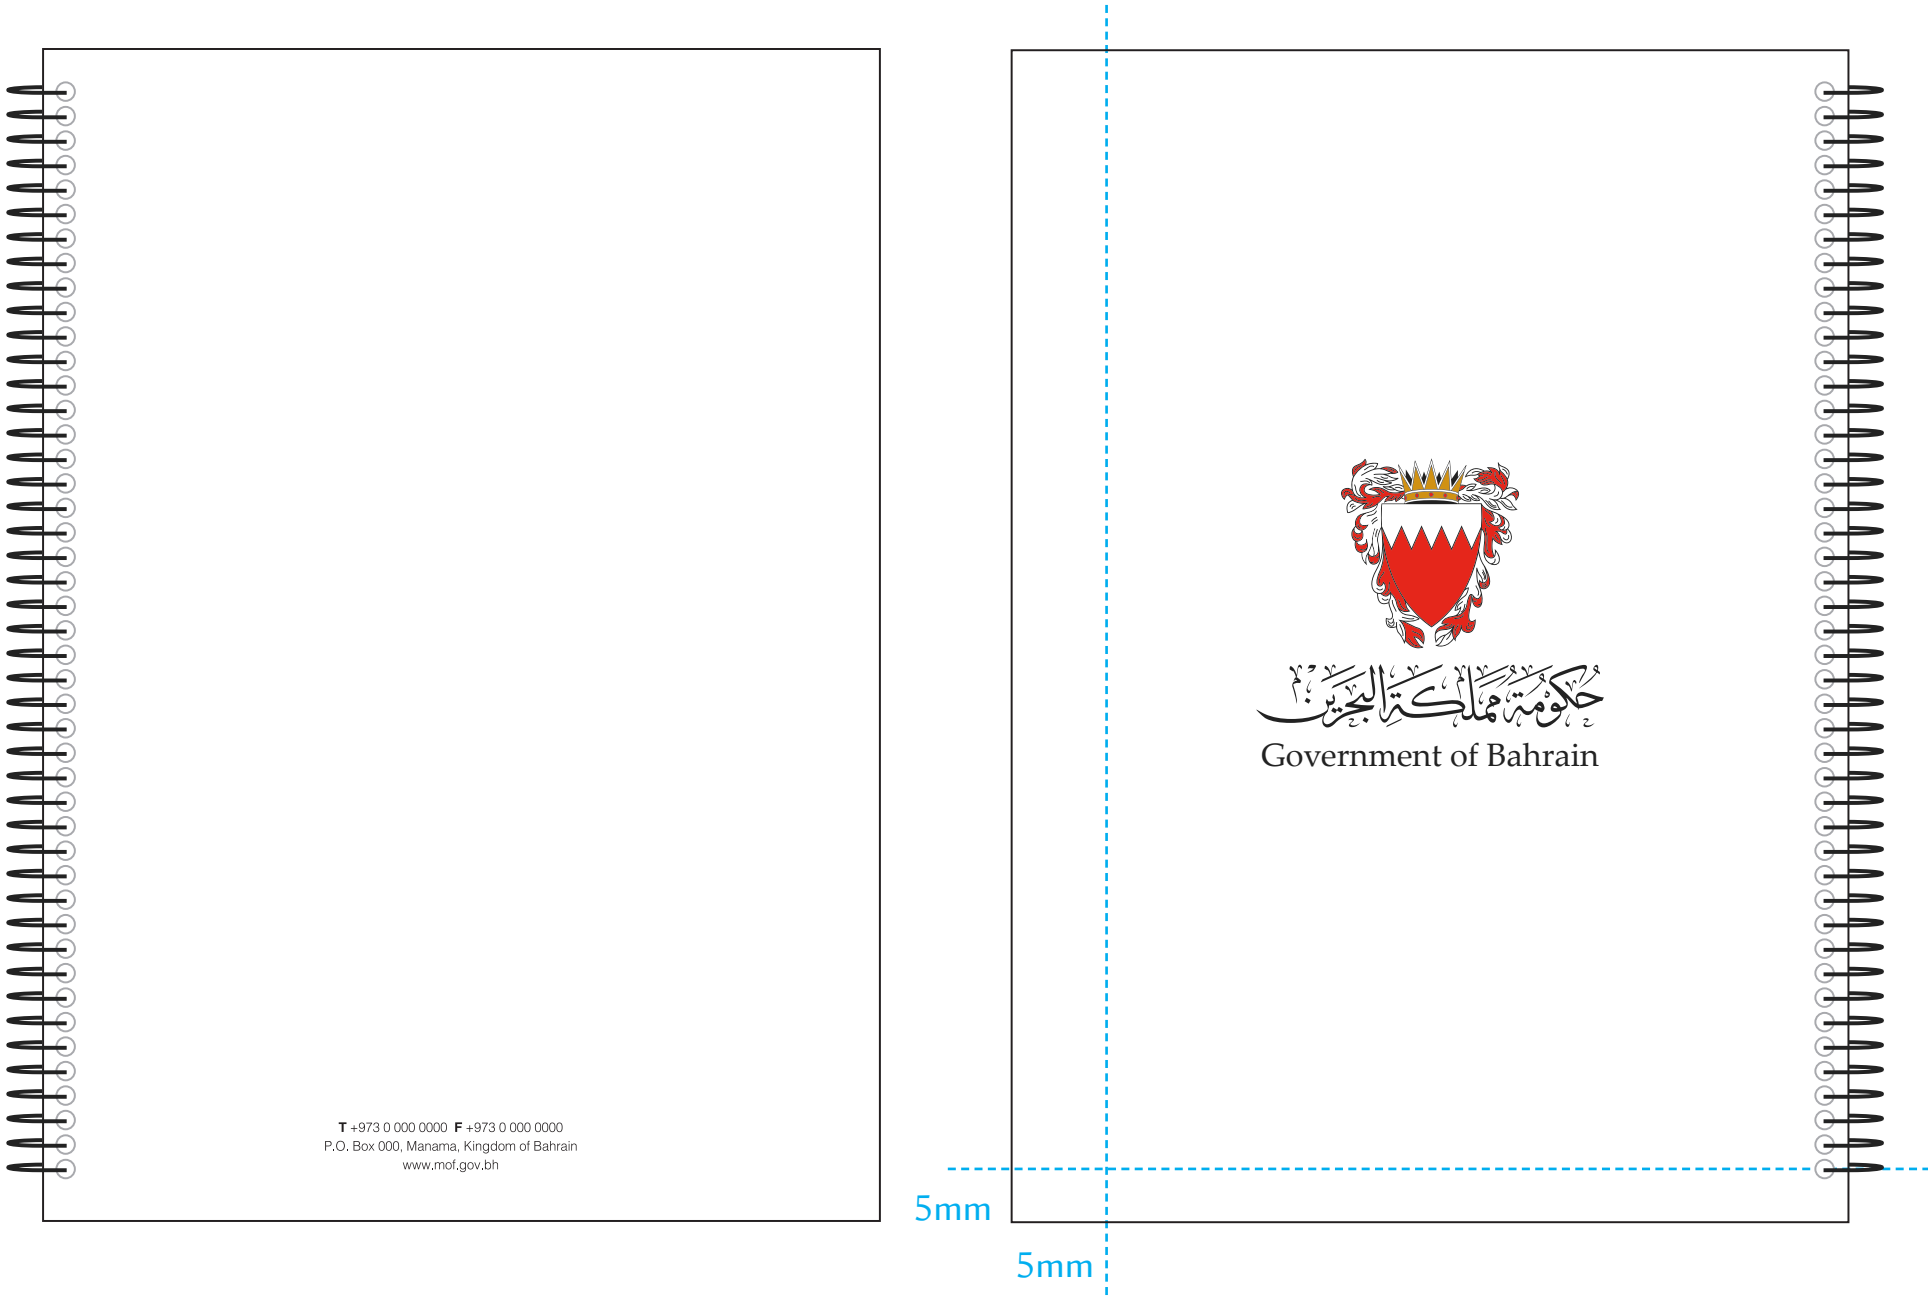 T +973 0 000 0000 F +973 0 000 0000
P.O. Box 000, Manama, Kingdom of Bahrain
www.mof.gov.bh
حكومة مملكة البحرين
Government of Bahrain
5mm
5mm